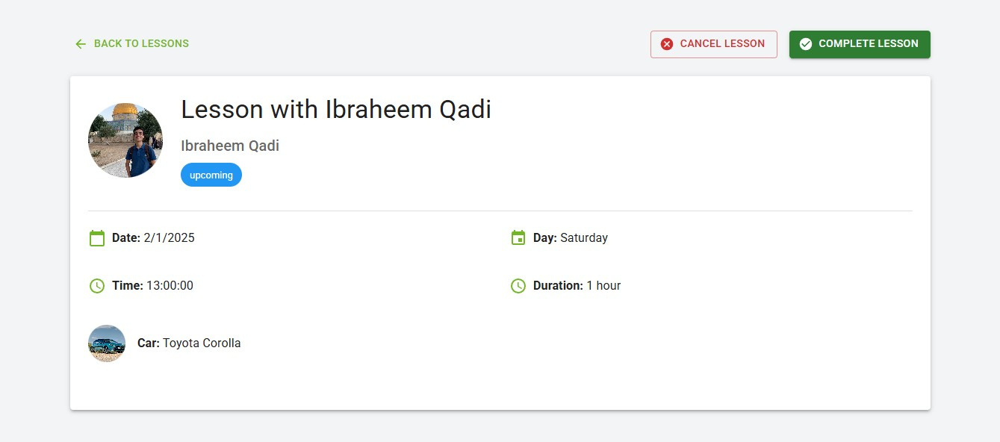 BACK TO LESSONS
CANCEL LESSON
COMPLETE LESSON
Lesson with Ibraheem Qadi
Ibraheem Qadi
upcoming
Date: 2/1/2025
Day: Saturday
Time: 13:00:00
Duration: 1 hour
Car: Toyota Corolla